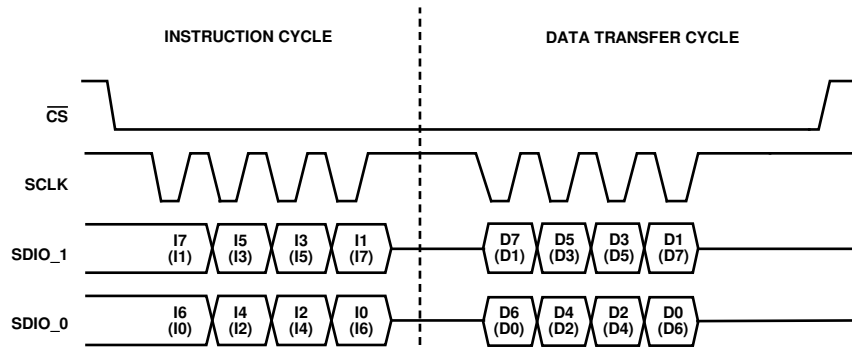 INSTRUCTION CYCLE DATA TRANSFER CYCLE
CS
SCLK
SDIO_1 I7 I5 I3 I1 D7 D5 D3 D1
(I1) (I3) (I5) (I7) (D1) (D3) (D5) (D7)
SDIO_0 I6 I4 I2 I0 D6 D4 D2 D0
(I0) (I2) (I4) (I6) (D0) (D2) (D4) (D6)